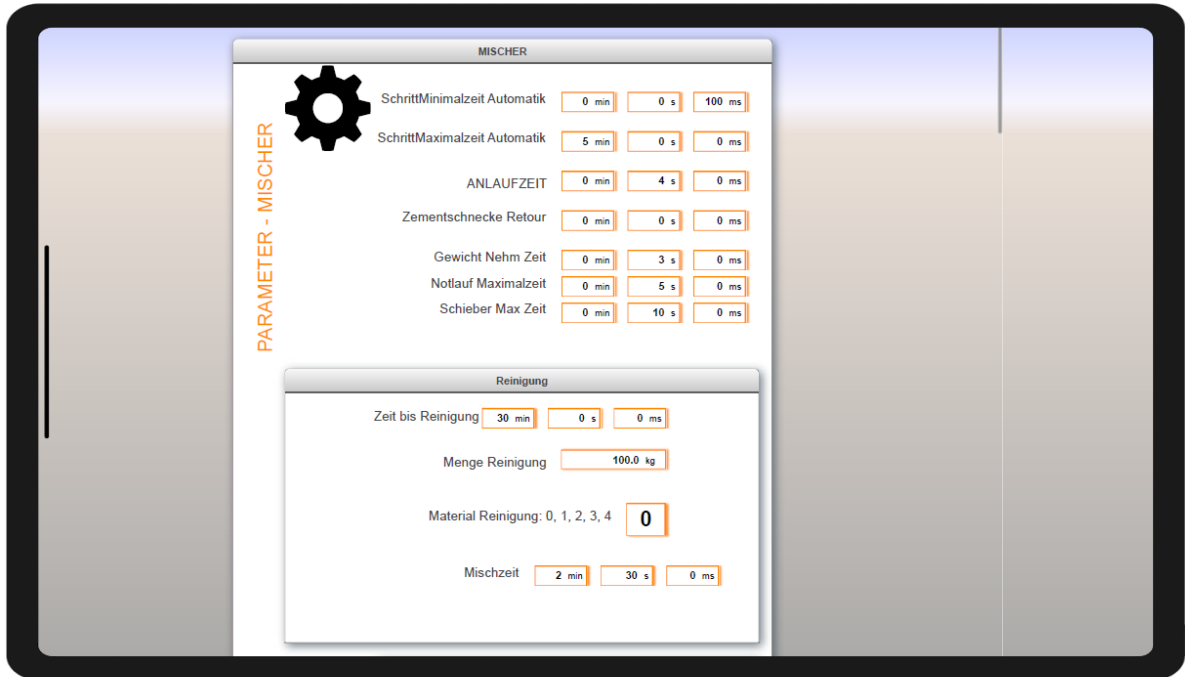 MISCHER
PARAMETER - MISCHER
SchrittMinimalzeit Automatik 0 min 0 s 100 ms
SchrittMaximalzeit Automatik 5 min 0 s 0 ms
ANLAUFZEIT 0 min 4 s 0 ms
Zementschnecke Retour 0 min 0 s 0 ms
Gewicht Nehm Zeit 0 min 3 s 0 ms
Notlauf Maximalzeit 0 min 5 s 0 ms
Schieber Max Zeit 0 min 10 s 0 ms
Reinigung
Zeit bis Reinigung 30 min 0 s 0 ms
Menge Reinigung 100.0 kg
Material Reinigung: 0, 1, 2, 3, 4 0
Mischzeit 2 min 30 s 0 ms